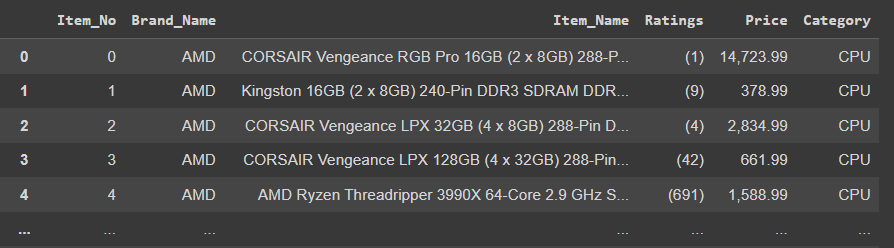 Item_No Brand_Name Item_Name Ratings Price Category
0 0 AMD CORSAIR Vengeance RGB Pro 16GB (2 x 8GB) 288-P... (1) 14,723.99 CPU
1 1 AMD Kingston 16GB (2 x 8GB) 240-Pin DDR3 SDRAM DDR... (9) 378.99 CPU
2 2 AMD CORSAIR Vengeance LPX 32GB (4 x 8GB) 288-Pin D... (4) 2,834.99 CPU
3 3 AMD CORSAIR Vengeance LPX 128GB (4 x 32GB) 288-Pin... (42) 661.99 CPU
4 4 AMD AMD Ryzen Threadripper 3990X 64-Core 2.9 GHz S... (691) 1,588.99 CPU
... ... ... ... ... ... ...